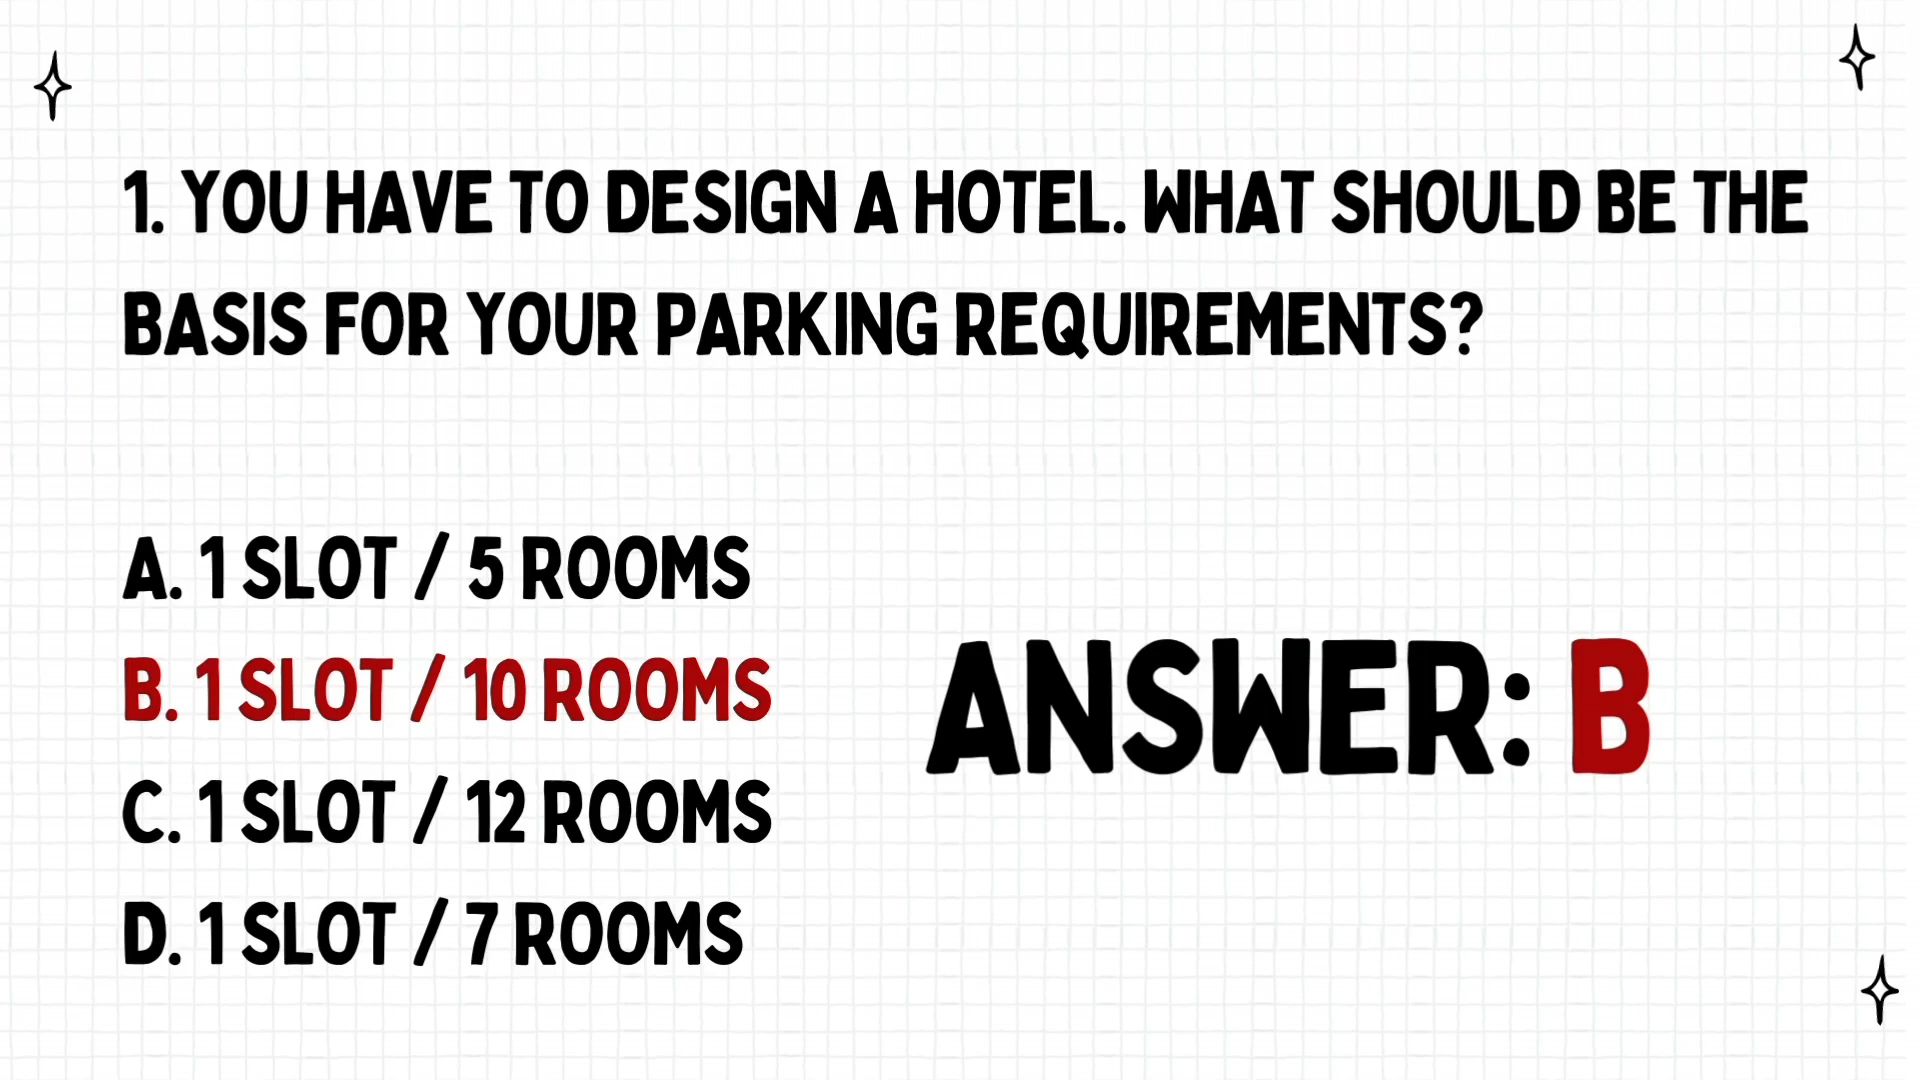 1. YOU HAVE TO DESIGN A HOTEL. WHAT SHOULD BE THE
BASIS FOR YOUR PARKING REQUIREMENTS?
A. 1 SLOT / 5 ROOMS
B. 1 SLOT / 10 ROOMS
C. 1 SLOT / 12 ROOMS
D. 1 SLOT / 7 ROOMS
ANSWER: B